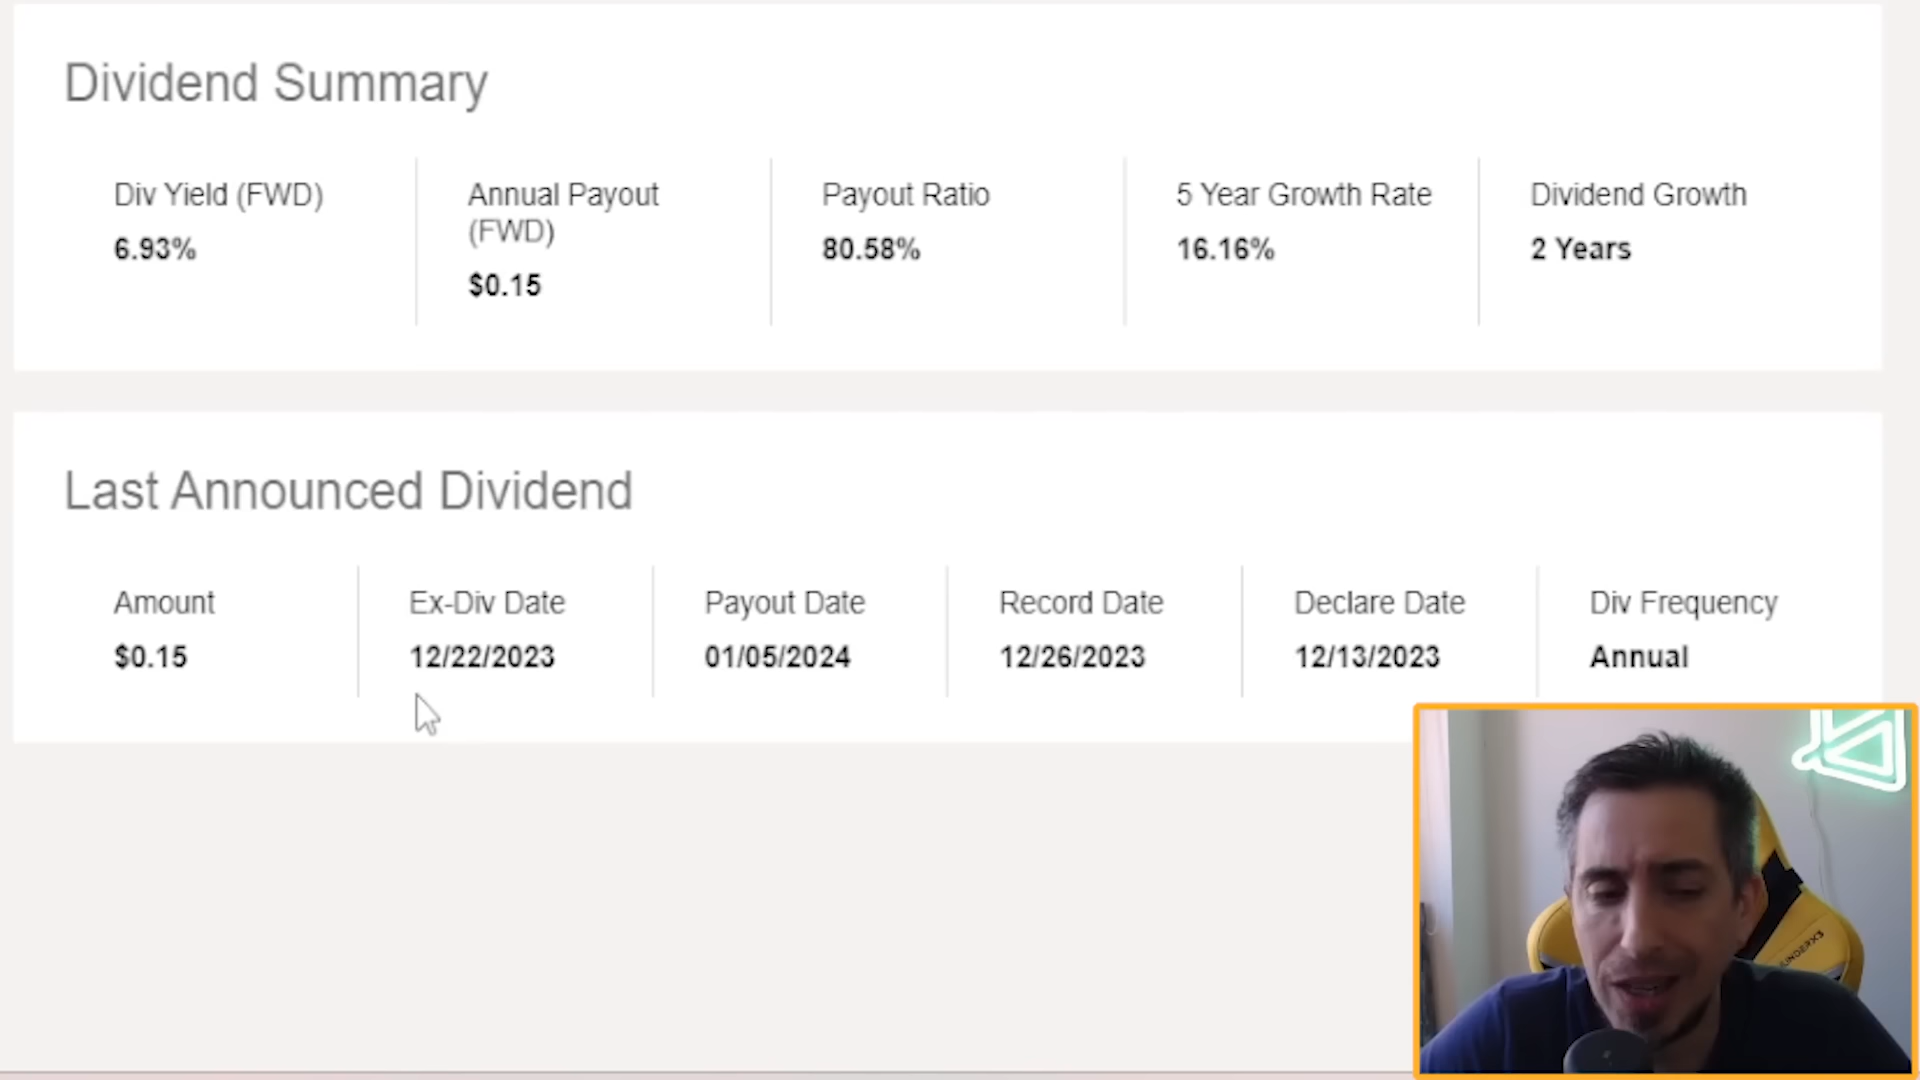 Dividend Summary
Div Yield (FWD)
6.93%
Annual Payout
(FWD)
$0.15
Payout Ratio
80.58%
5 Year Growth Rate
16.16%
Dividend Growth
2 Years
Last Announced Dividend
Amount
$0.15
Ex-Div Date
12/22/2023
Payout Date
01/05/2024
Record Date
12/26/2023
Declare Date
12/13/2023
Div Frequency
Annual